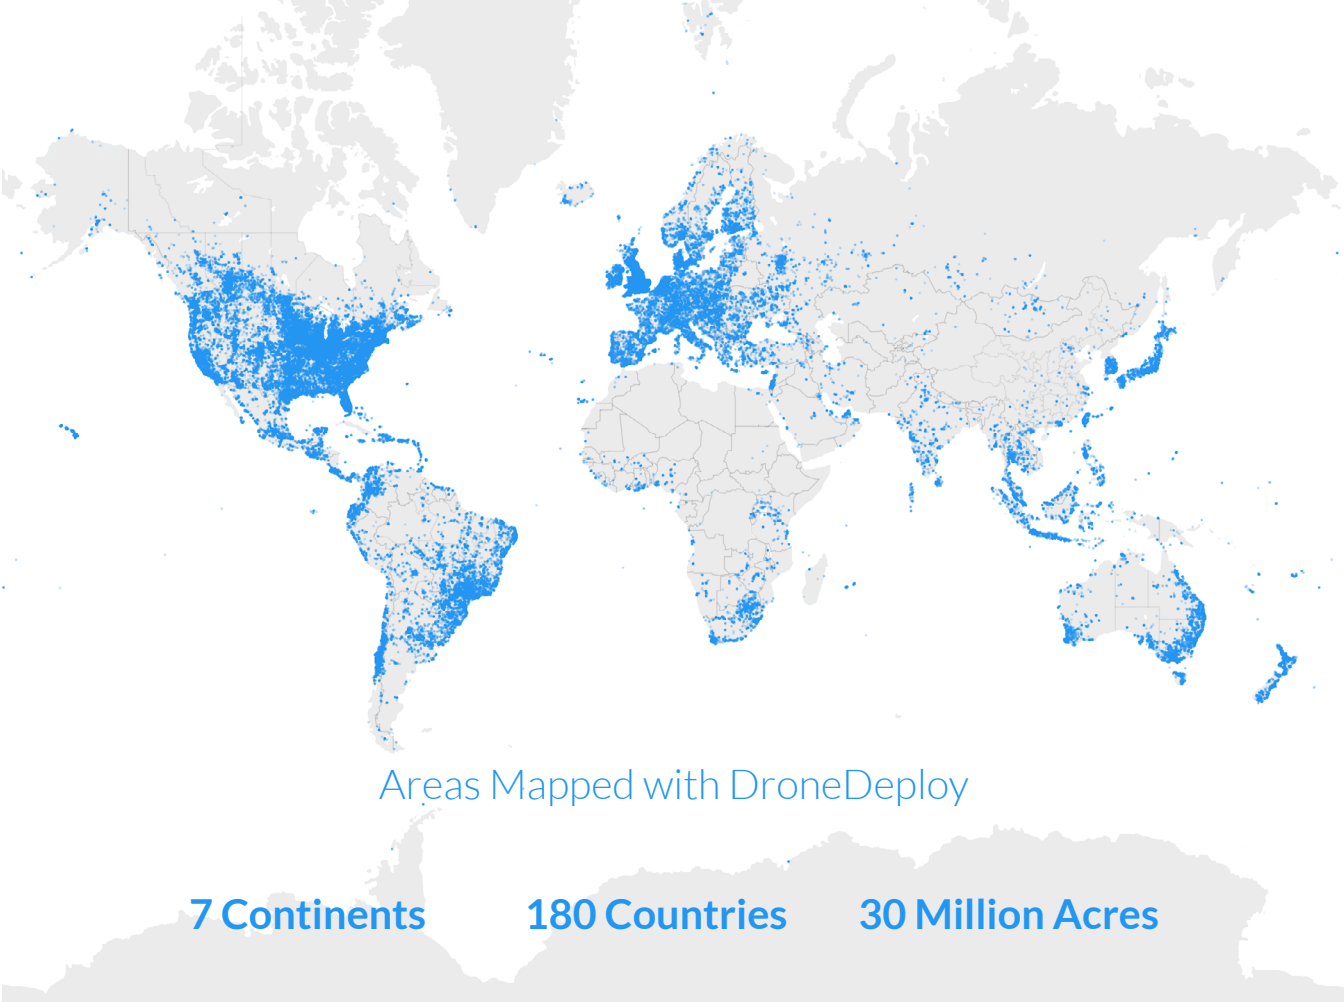 Areas Mapped with DroneDeploy
7 Continents 180 Countries 30 Million Acres